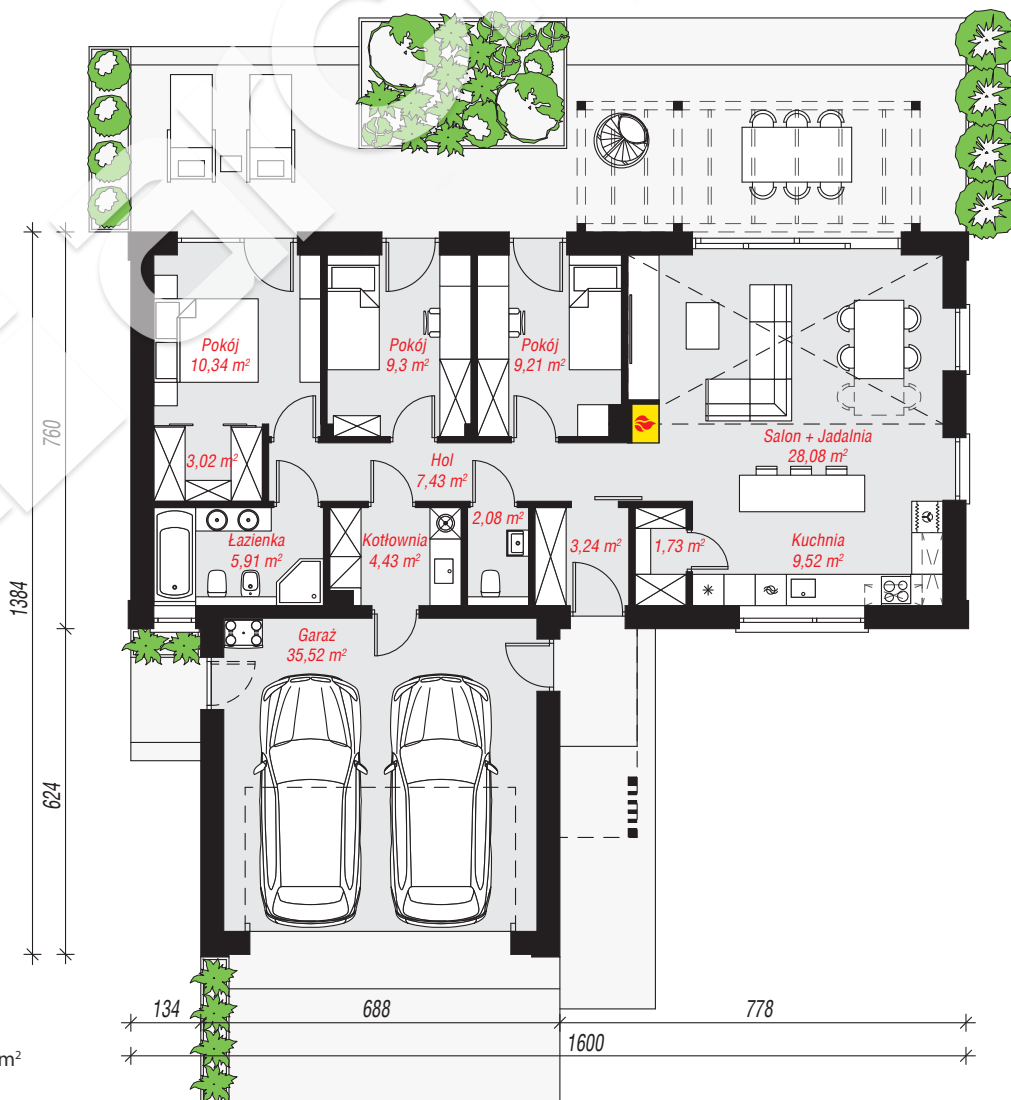 Pokój
10,34 m²
Pokój
9,3 m²
Pokój
9,21 m²
Salon + Jadalnia
28,08 m²
3,02 m²
Hol
7,43 m²
Łazienka
5,91 m²
Kotłownia
4,43 m²
2,08 m²
3,24 m²
1,73 m²
Kuchnia
9,52 m²
Garaż
35,52 m²
760
1384
624
134
688
778
1600
m²